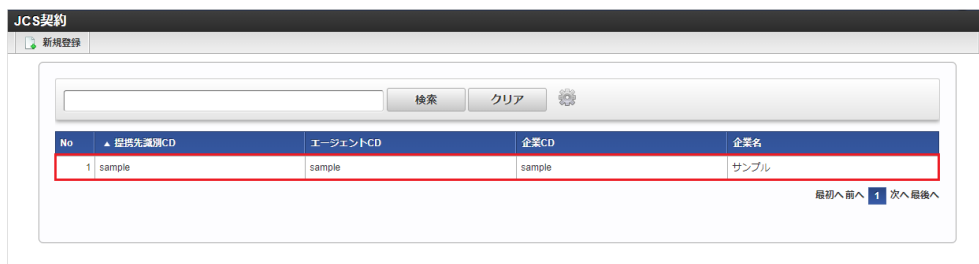 JCS契約
新規登録
検索 クリア
No ▲ 提携先識別CD エージェントCD 企業CD 企業名
1 sample sample sample サンプル
最初へ 前へ 1 次へ 最後へ